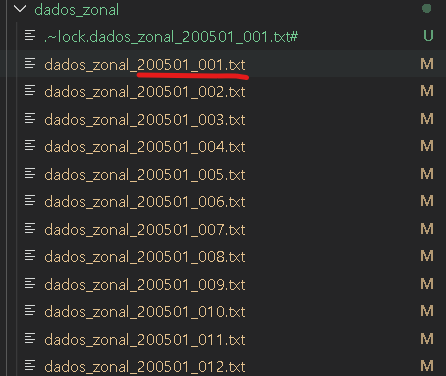 dados_zonal
.~lock.dados_zonal_200501_001.txt# U
dados_zonal_200501_001.txt M
dados_zonal_200501_002.txt M
dados_zonal_200501_003.txt M
dados_zonal_200501_004.txt M
dados_zonal_200501_005.txt M
dados_zonal_200501_006.txt M
dados_zonal_200501_007.txt M
dados_zonal_200501_008.txt M
dados_zonal_200501_009.txt M
dados_zonal_200501_010.txt M
dados_zonal_200501_011.txt M
dados_zonal_200501_012.txt M